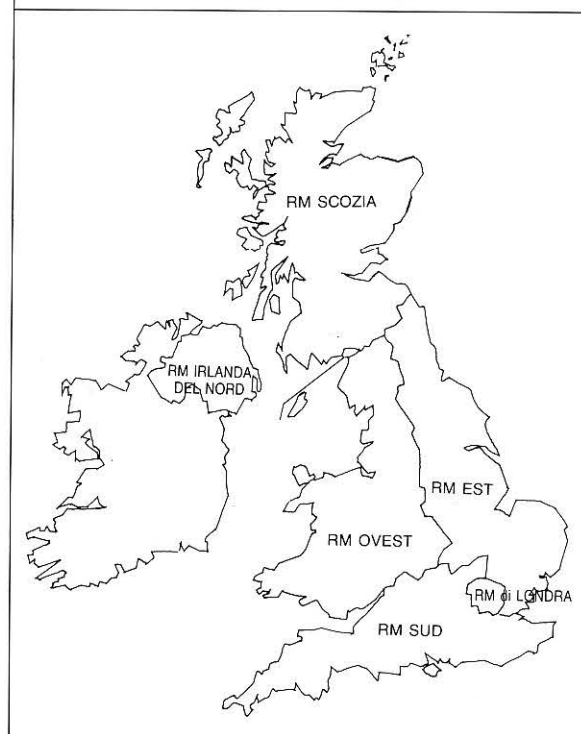 RM SCOZIA
RM IRLANDA
DEL NORD
RM EST
RM OVEST
RM di LONDRA
RM SUD